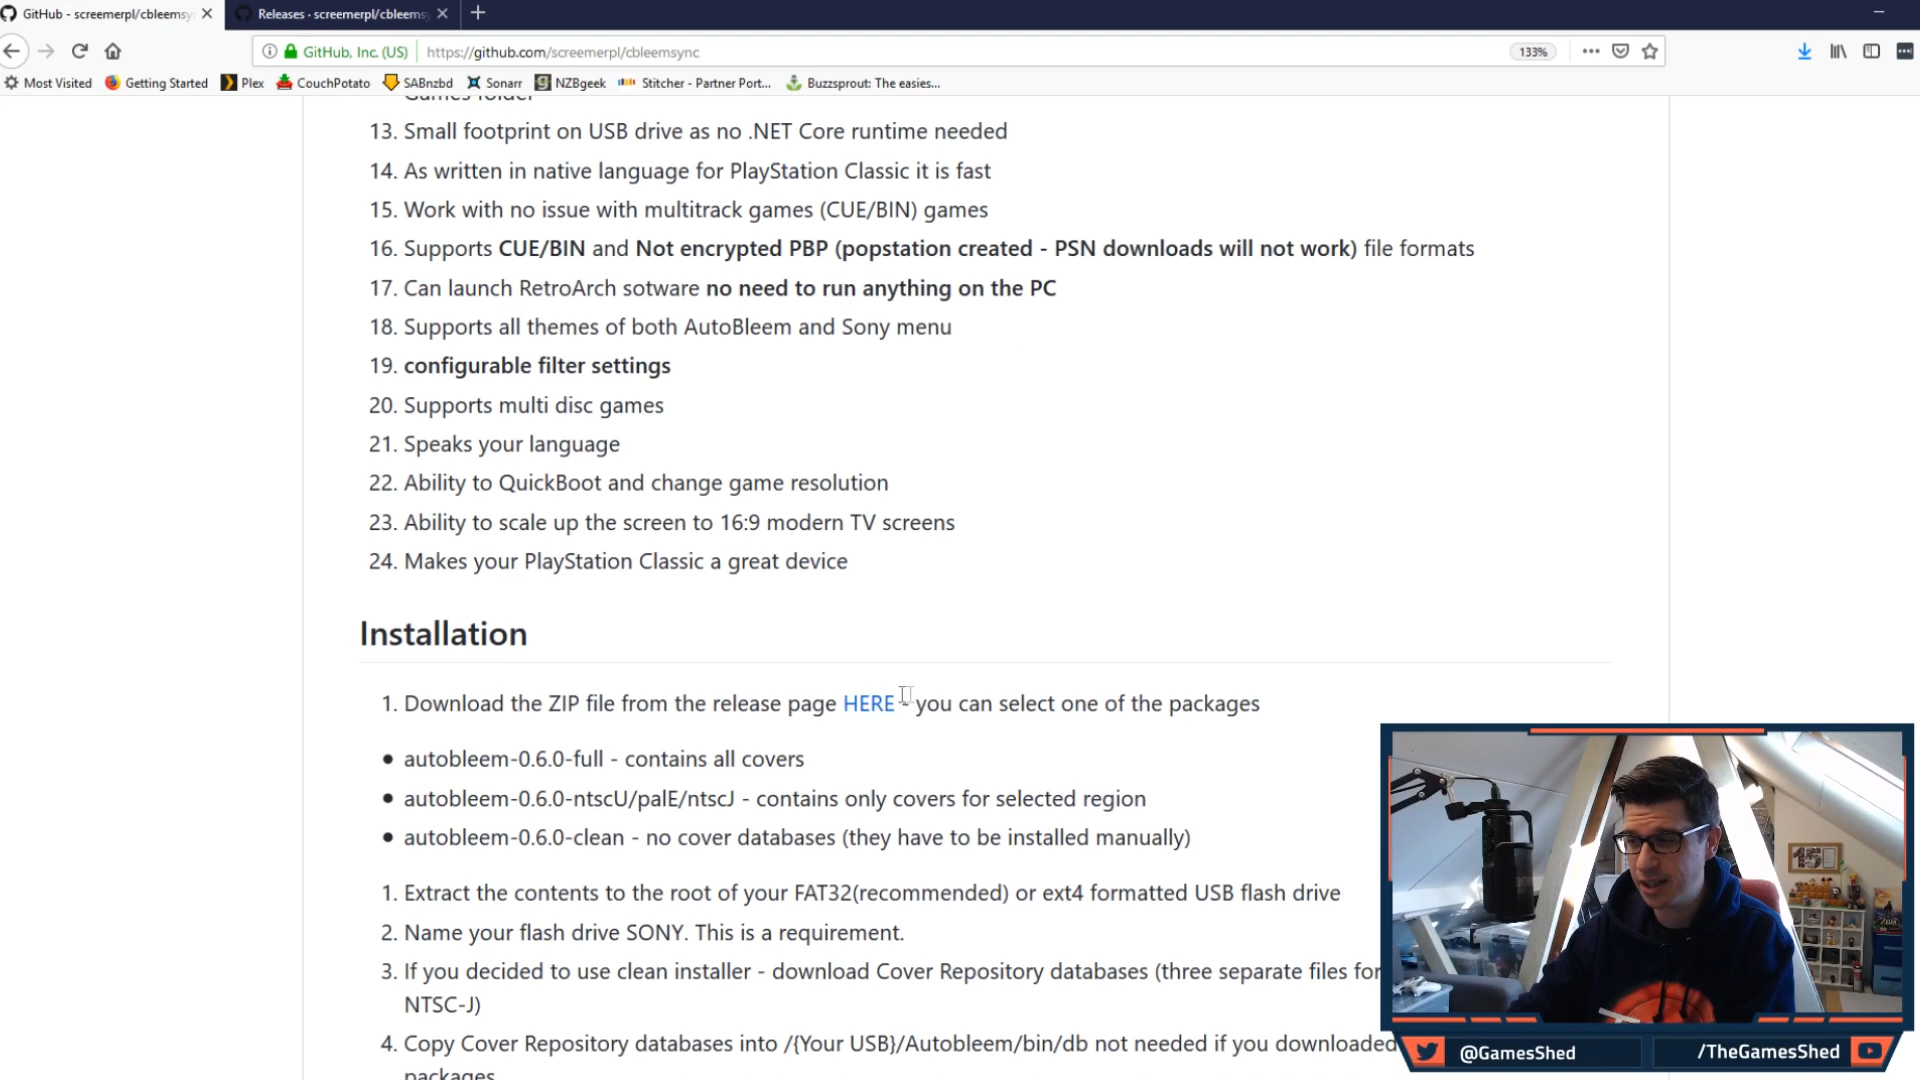 GitHub - screemerpl/cbleemsy
Releases · screemerpl/cbleems
GitHub, Inc. (US)
https://github.com/screemerpl/cbleemsync
133%
Most Visited
Getting Started
Plex
CouchPotato
SABnzbd
Sonarr
NZBgeek
Stitcher - Partner Port...
Buzzsprout: The easies...
Games folder
13. Small footprint on USB drive as no .NET Core runtime needed
14. As written in native language for PlayStation Classic it is fast
15. Work with no issue with multitrack games (CUE/BIN) games
16. Supports CUE/BIN and Not encrypted PBP (popstation created - PSN downloads will not work) file formats
17. Can launch RetroArch sotware no need to run anything on the PC
18. Supports all themes of both AutoBleem and Sony menu
19. configurable filter settings
20. Supports multi disc games
21. Speaks your language
22. Ability to QuickBoot and change game resolution
23. Ability to scale up the screen to 16:9 modern TV screens
24. Makes your PlayStation Classic a great device
Installation
1. Download the ZIP file from the release page HERE - you can select one of the packages
• autobleem-0.6.0-full - contains all covers
• autobleem-0.6.0-ntscU/palE/ntscJ - contains only covers for selected region
• autobleem-0.6.0-clean - no cover databases (they have to be installed manually)
1. Extract the contents to the root of your FAT32(recommended) or ext4 formatted USB flash drive
2. Name your flash drive SONY. This is a requirement.
3. If you decided to use clean installer - download Cover Repository databases (three separate files for
NTSC-J)
4. Copy Cover Repository databases into /{Your USB}/Autobleem/bin/db not needed if you downloaded
packages
@GamesShed
/TheGamesShed